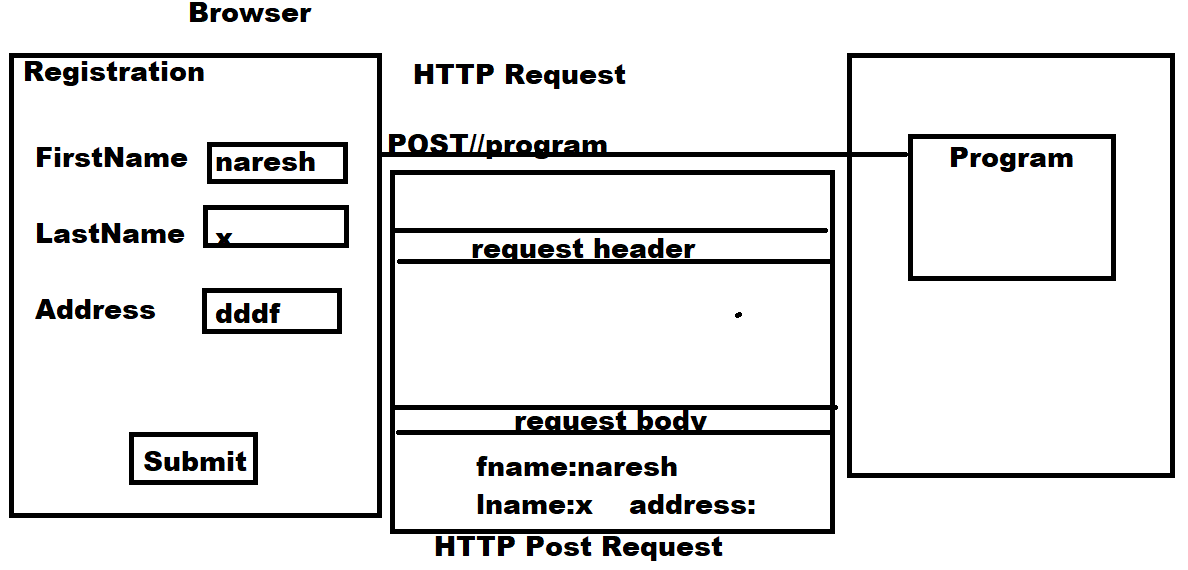 Browser
Registration
FirstName
naresh
LastName
x
Address
dddf
Submit
HTTP Request
POST//program
request header
request body
fname:naresh
lname:x address:
HTTP Post Request
Program